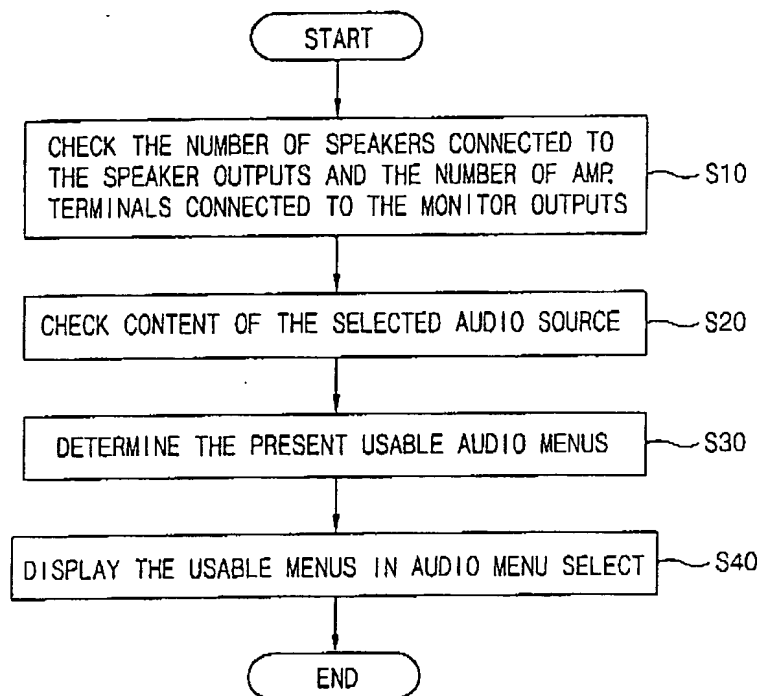 START
CHECK THE NUMBER OF SPEAKERS CONNECTED TO
THE SPEAKER OUTPUTS AND THE NUMBER OF AMP.
TERMINALS CONNECTED TO THE MONITOR OUTPUTS
S10
CHECK CONTENT OF THE SELECTED AUDIO SOURCE
S20
DETERMINE THE PRESENT USABLE AUDIO MENUS
S30
DISPLAY THE USABLE MENUS IN AUDIO MENU SELECT
S40
END